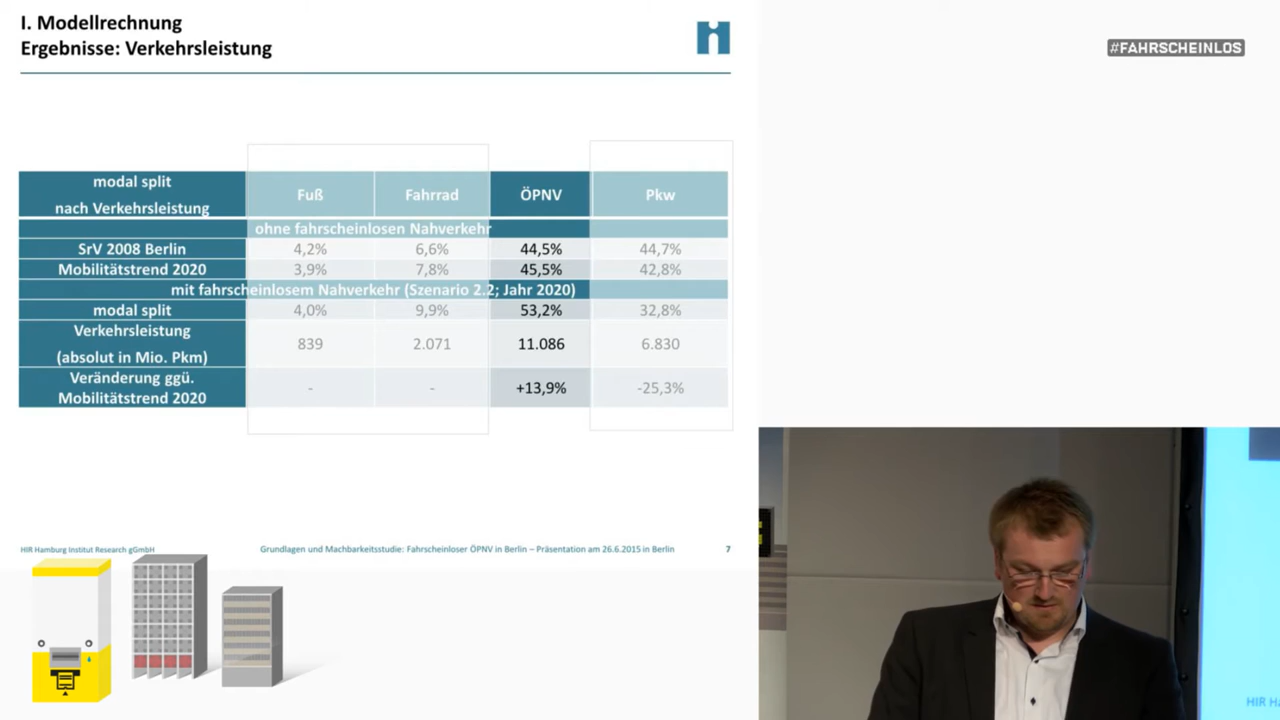 I. Modellrechnung
Ergebnisse: Verkehrsleistung
#FAHRSCHEINLOS
modal split
nach Verkehrsleistung
Fuß Fahrrad ÖPNV Pkw
ohne fahrscheinlosen Nahverkehr
SrV 2008 Berlin 4,2% 6,6% 44,5% 44,7%
Mobilitätstrend 2020 3,9% 7,8% 45,5% 42,8%
mit fahrscheinlosem Nahverkehr (Szenario 2.2; Jahr 2020)
modal split 4,0% 9,9% 53,2% 32,8%
Verkehrsleistung
(absolut in Mio. Pkm) 839 2.071 11.086 6.830
Veränderung ggü.
Mobilitätstrend 2020 - - +13,9% -25,3%
HIR Hamburg Institut Research gGmbH Grundlagen und Machbarkeitsstudie: Fahrscheinloser ÖPNV in Berlin – Präsentation am 26.6.2015 in Berlin 7